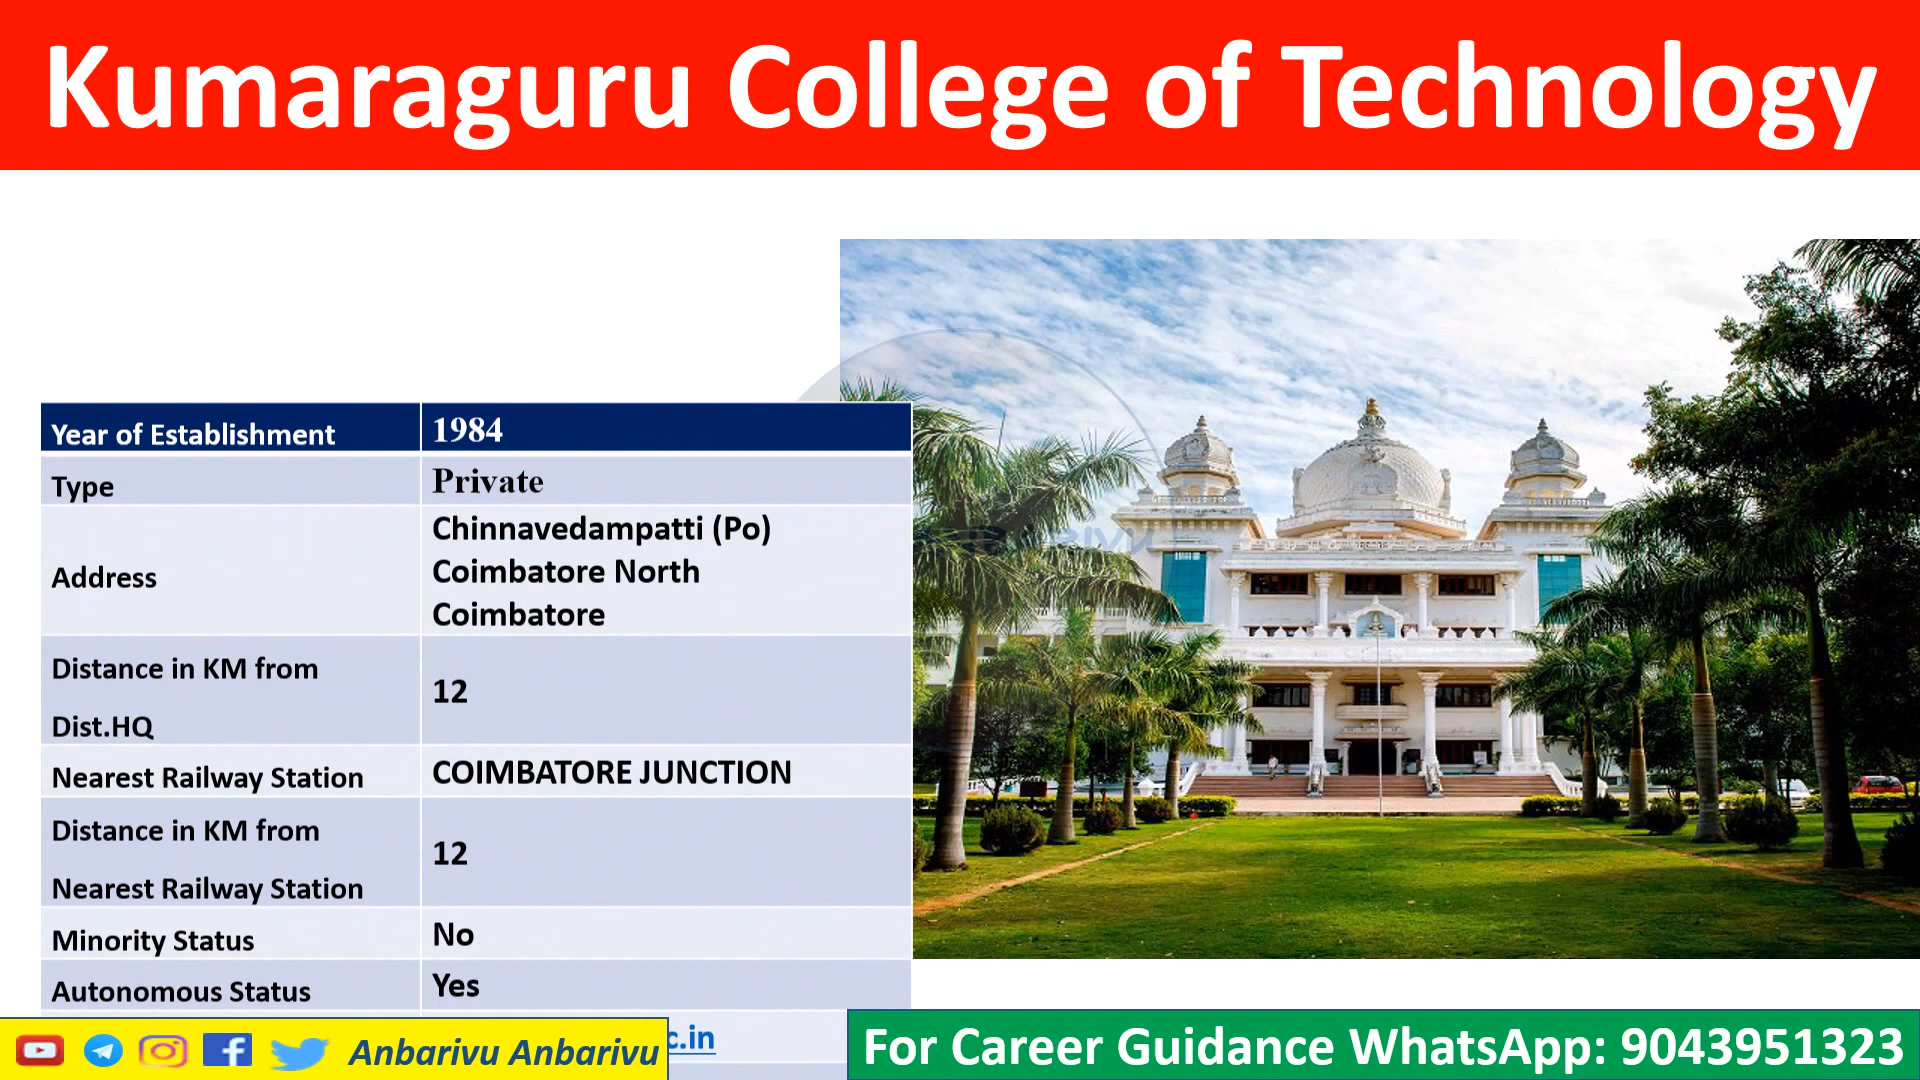 Kumaraguru College of Technology
Year of Establishment 1984
Type Private
Address Chinnavedampatti (Po)
Coimbatore North
Coimbatore
Distance in KM from
Dist.HQ 12
Nearest Railway Station COIMBATORE JUNCTION
Distance in KM from
Nearest Railway Station 12
Minority Status No
Autonomous Status Yes
c.in
Anbarivu Anbarivu
For Career Guidance WhatsApp: 9043951323